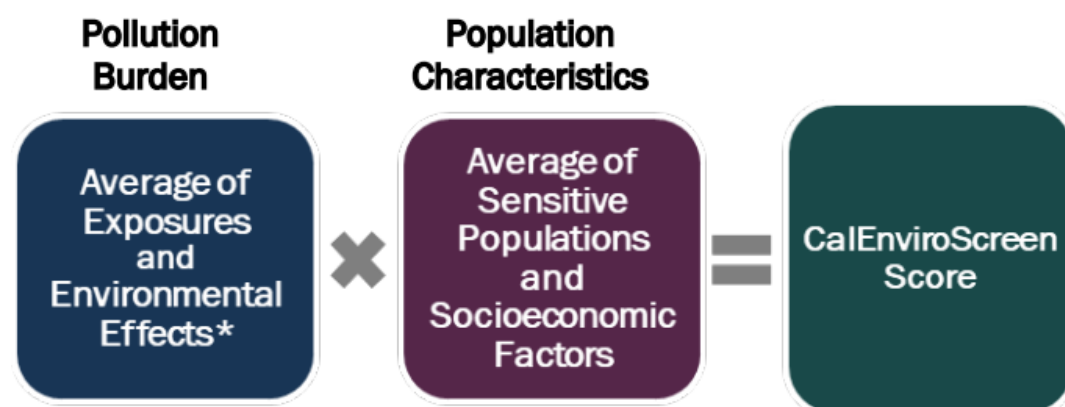 Pollution
Burden
Population
Characteristics
Average of
Exposures
and
Environmental
Effects*
Average of
Sensitive
Populations
and
Socioeconomic
Factors
CalEnviroScreen
Score